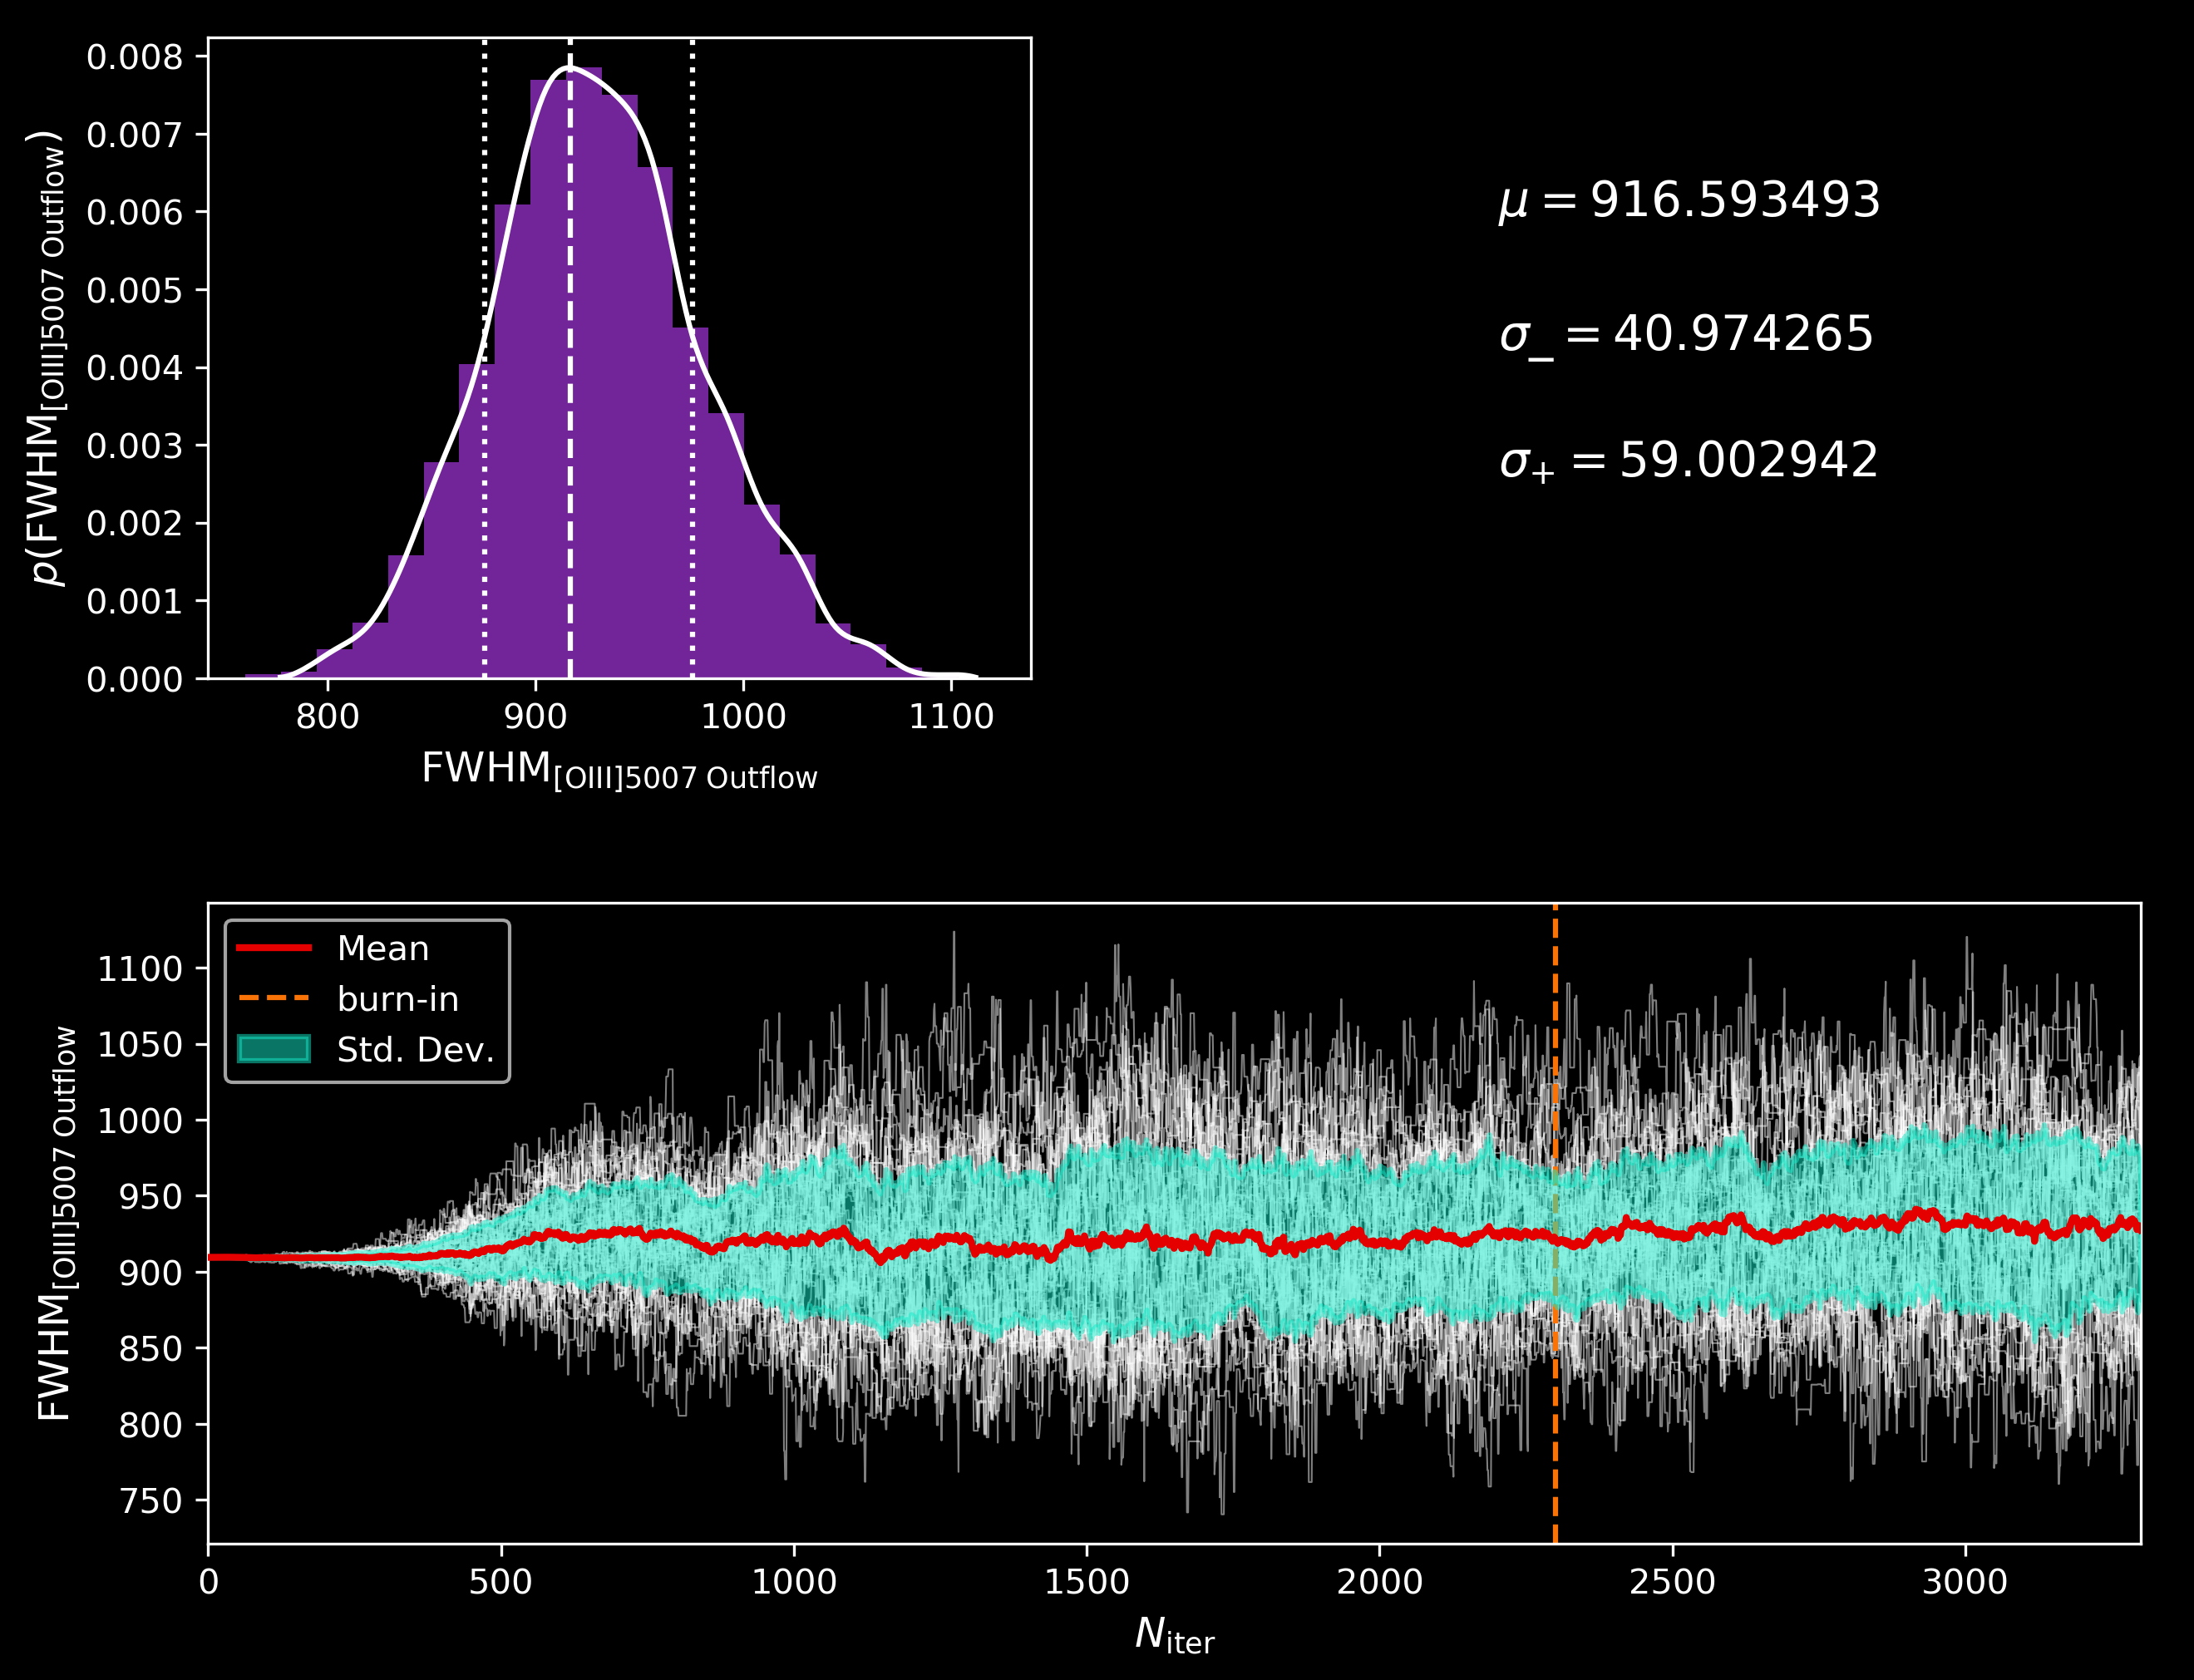 0.008
0.007
0.006
0.005
0.004
0.003
0.002
0.001
0.000
p(FWHM[OIII]5007 Outflow)
800 900 1000 1100
FWHM[OIII]5007 Outflow
μ = 916.593493
σ_ = 40.974265
σ+ = 59.002942
Mean
burn-in
Std. Dev.
1100
1050
1000
950
900
850
800
750
FWHM[OIII]5007 Outflow
0 500 1000 1500 2000 2500 3000
Niter